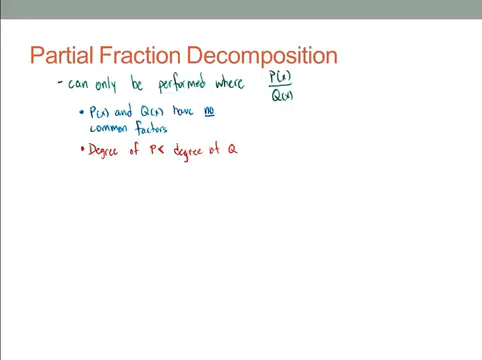 Partial Fraction Decomposition
- can only be performed where P(x)/Q(x)
• P(x) and Q(x) have no
common factors
• Degree of P < degree of Q